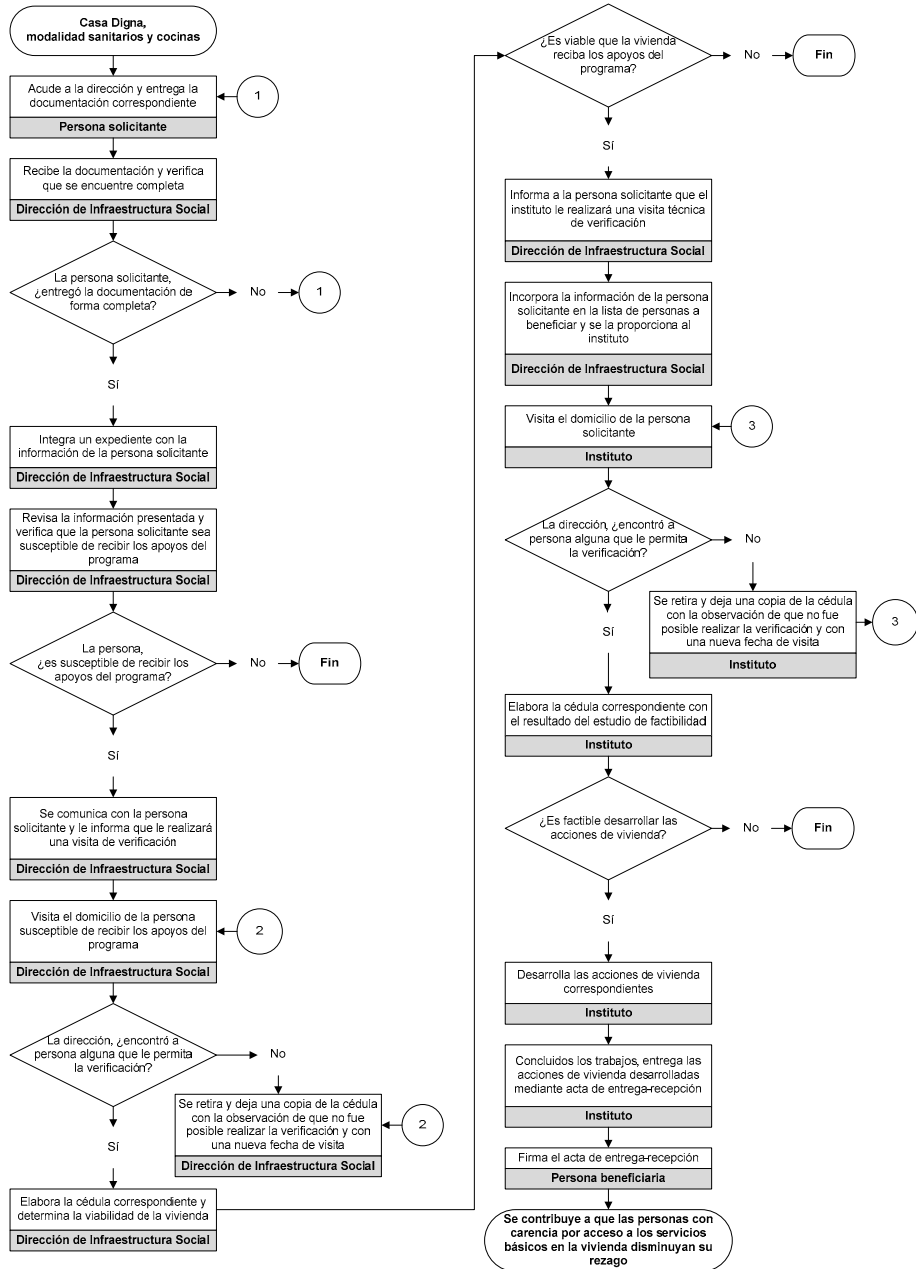 Casa Digna,
modalidad sanitarios y cocinas
Acude a la dirección y entrega la
documentación correspondiente
1
Persona solicitante
Recibe la documentación y verifica
que se encuentre completa
Dirección de Infraestructura Social
La persona solicitante,
¿entregó la documentación de
forma completa?
No
1
Sí
Integra un expediente con la
información de la persona solicitante
Dirección de Infraestructura Social
Revisa la información presentada y
verifica que la persona solicitante sea
susceptible de recibir los apoyos del
programa
Dirección de Infraestructura Social
La persona,
¿es susceptible de recibir los
apoyos del programa?
No
Fin
Sí
Se comunica con la persona
solicitante y le informa que le realizará
una visita de verificación
Dirección de Infraestructura Social
Visita el domicilio de la persona
susceptible de recibir los apoyos del
programa
2
Dirección de Infraestructura Social
La dirección, ¿encontró a
persona alguna que le permita
la verificación?
No
Se retira y deja una copia de la cédula
con la observación de que no fue
posible realizar la verificación y con
una nueva fecha de visita
2
Dirección de Infraestructura Social
Sí
Elabora la cédula correspondiente y
determina la viabilidad de la vivienda
Dirección de Infraestructura Social
¿Es viable que la vivienda
reciba los apoyos del
programa?
No
Fin
Sí
Informa a la persona solicitante que el
instituto le realizará una visita técnica
de verificación
Dirección de Infraestructura Social
Incorpora la información de la persona
solicitante en la lista de personas a
beneficiar y se la proporciona al
instituto
Dirección de Infraestructura Social
Visita el domicilio de la persona
solicitante
3
Instituto
La dirección, ¿encontró a
persona alguna que le permita
la verificación?
No
Se retira y deja una copia de la cédula
con la observación de que no fue
posible realizar la verificación y con
una nueva fecha de visita
3
Instituto
Sí
Elabora la cédula correspondiente con
el resultado del estudio de factibilidad
Instituto
¿Es factible desarrollar las
acciones de vivienda?
No
Fin
Sí
Desarrolla las acciones de vivienda
correspondientes
Instituto
Concluidos los trabajos, entrega las
acciones de vivienda desarrolladas
mediante acta de entrega-recepción
Instituto
Firma el acta de entrega-recepción
Persona beneficiaria
Se contribuye a que las personas con
carencia por acceso a los servicios
básicos en la vivienda disminuyan su
rezago